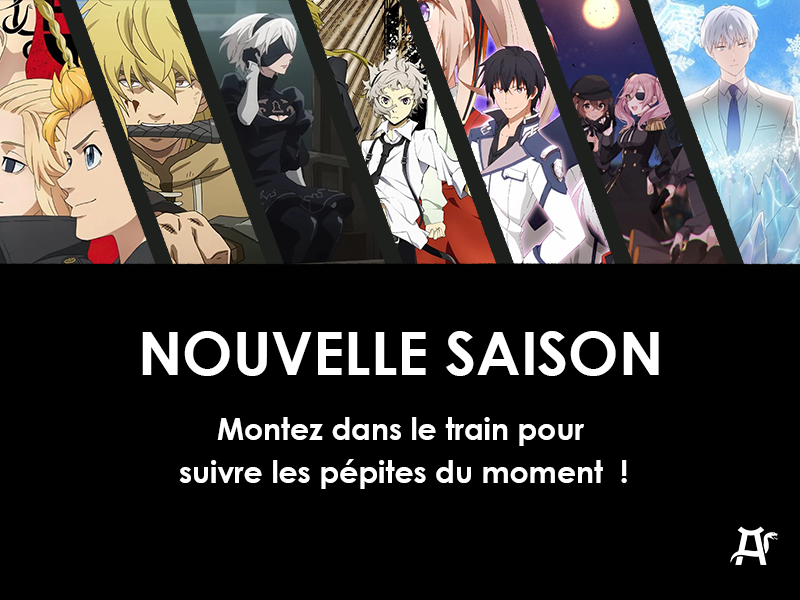 NOUVELLE SAISON
Montez dans le train pour
suivre les pépites du moment !